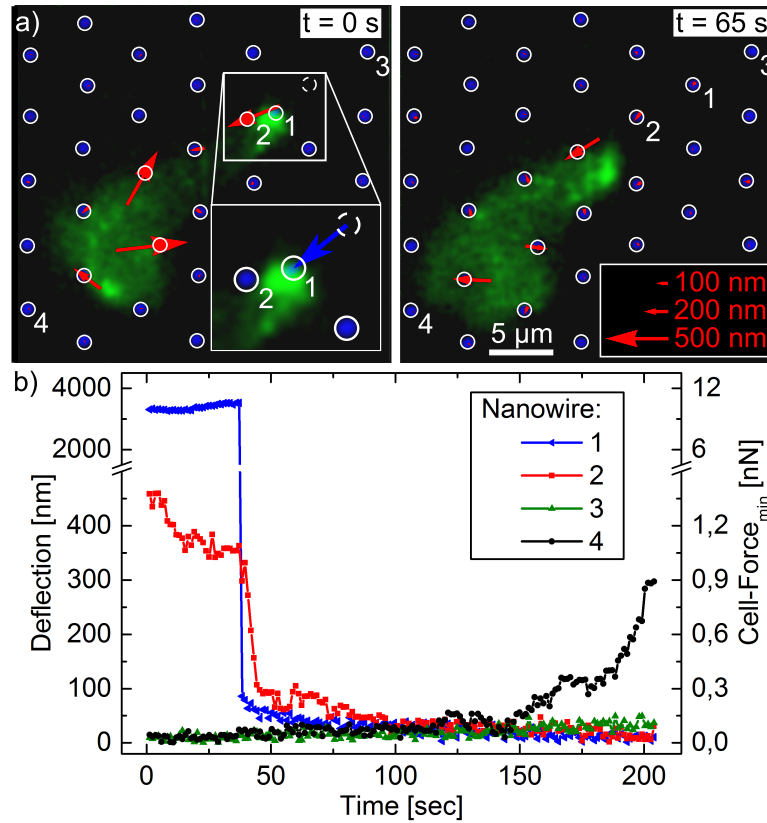 a)
t = 0 s
3
1
2
1
2
4
t = 65 s
1
2
4
100 nm
200 nm
500 nm
5 µm
b)
Nanowire:
1
2
3
4
4000
2000
400
300
200
100
0
Deflection [nm]
12
6
1,2
0,9
0,6
0,3
0,0
Cell-Force_min [nN]
0 50 100 150 200
Time [sec]